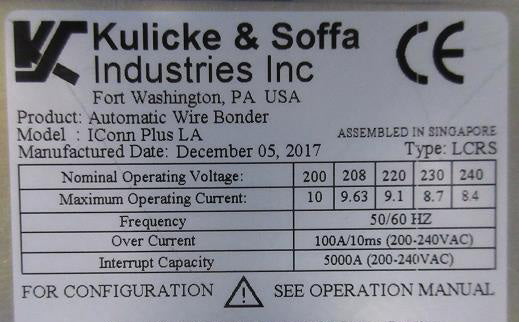 KS Kulicke & Soffa
Industries Inc
CE
Fort Washington, PA USA
Product: Automatic Wire Bonder
Model : IConn Plus LA
ASSEMBLED IN SINGAPORE
Manufactured Date: December 05, 2017 Type: LCRS
Nominal Operating Voltage: 200 208 220 230 240
Maximum Operating Current: 10 9.63 9.1 8.7 8.4
Frequency 50/60 HZ
Over Current 100A/10ms (200-240VAC)
Interrupt Capacity 5000A (200-240VAC)
FOR CONFIGURATION ! SEE OPERATION MANUAL